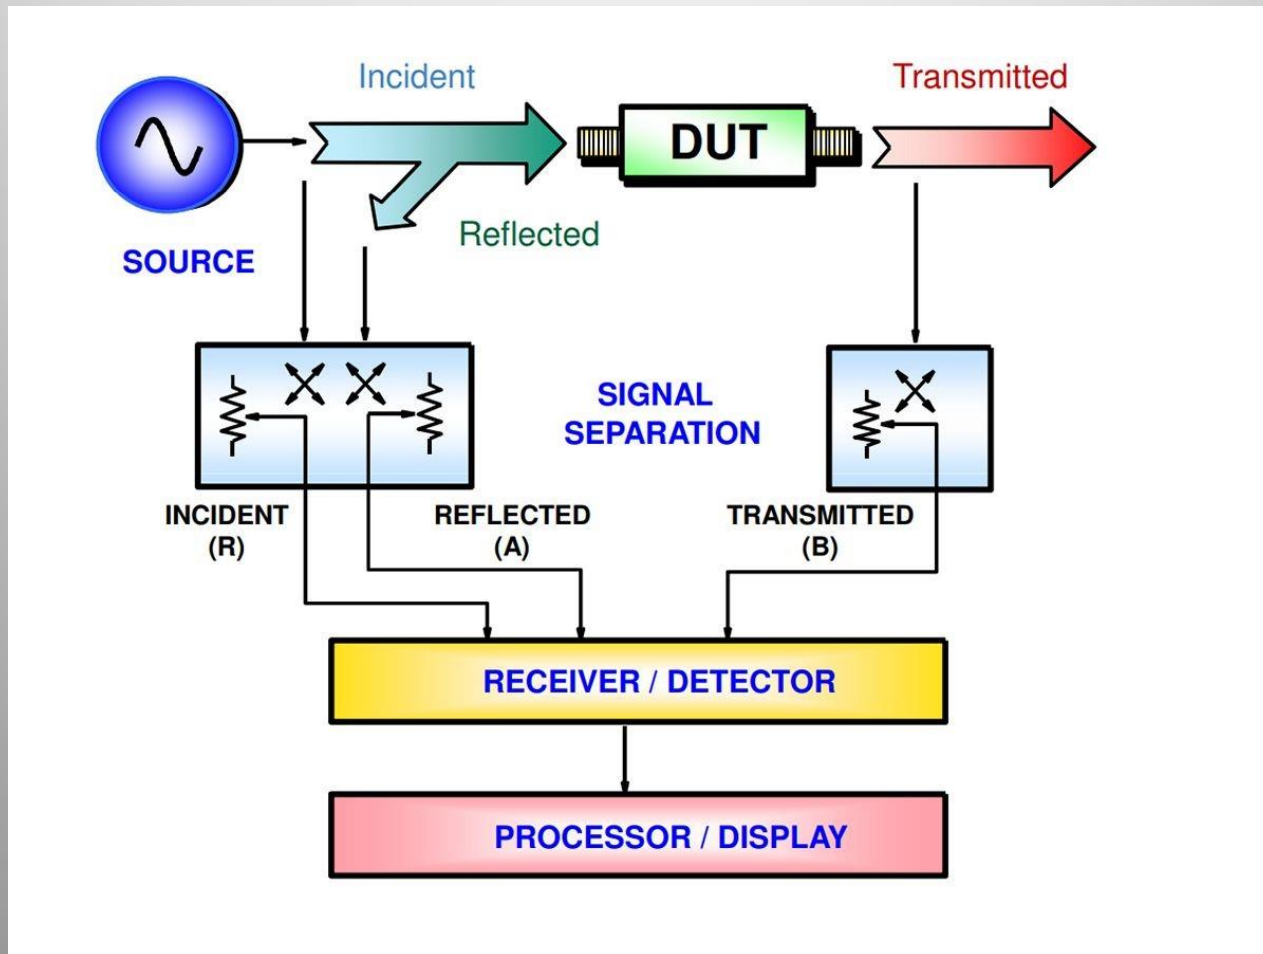 Incident
Transmitted
DUT
Reflected
SOURCE
SIGNAL
SEPARATION
INCIDENT
(R)
REFLECTED
(A)
TRANSMITTED
(B)
RECEIVER / DETECTOR
PROCESSOR / DISPLAY